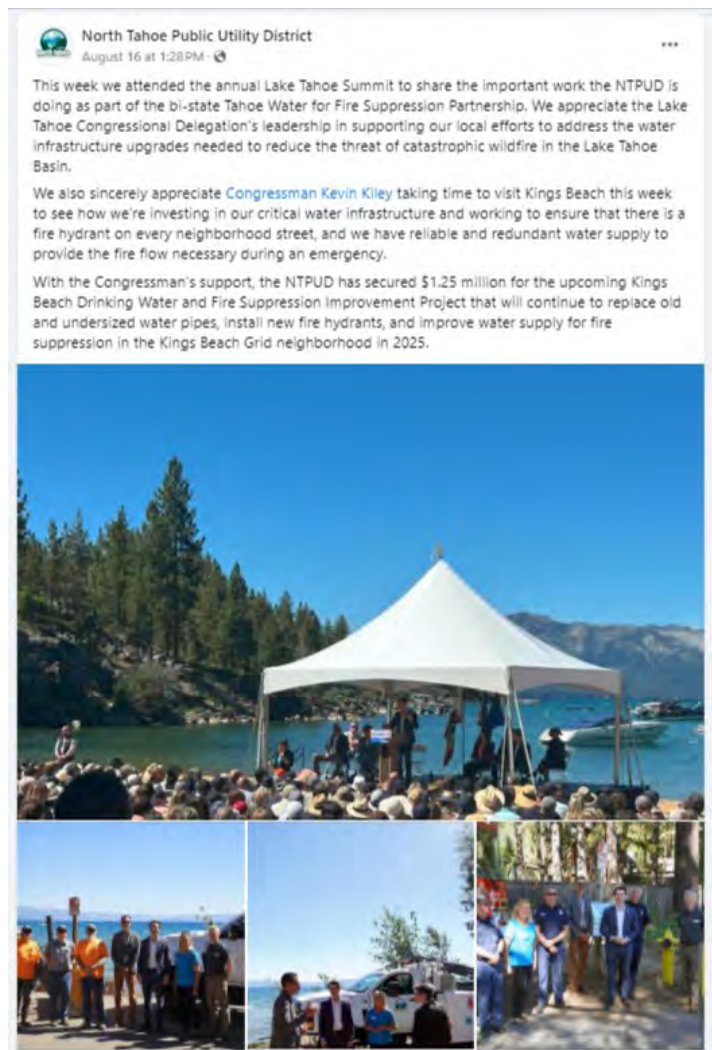 North Tahoe Public Utility District
August 16 at 1:28 PM ·
This week we attended the annual Lake Tahoe Summit to share the important work the NTPUD is
doing as part of the bi-state Tahoe Water for Fire Suppression Partnership. We appreciate the Lake
Tahoe Congressional Delegation's leadership in supporting our local efforts to address the water
infrastructure upgrades needed to reduce the threat of catastrophic wildfire in the Lake Tahoe
Basin.
We also sincerely appreciate Congressman Kevin Kiley taking time to visit Kings Beach this week
to see how we're investing in our critical water infrastructure and working to ensure that there is a
fire hydrant on every neighborhood street, and we have reliable and redundant water supply to
provide the fire flow necessary during an emergency.
With the Congressman's support, the NTPUD has secured $1.25 million for the upcoming Kings
Beach Drinking Water and Fire Suppression Improvement Project that will continue to replace old
and undersized water pipes, install new fire hydrants, and improve water supply for fire
suppression in the Kings Beach Grid neighborhood in 2025.